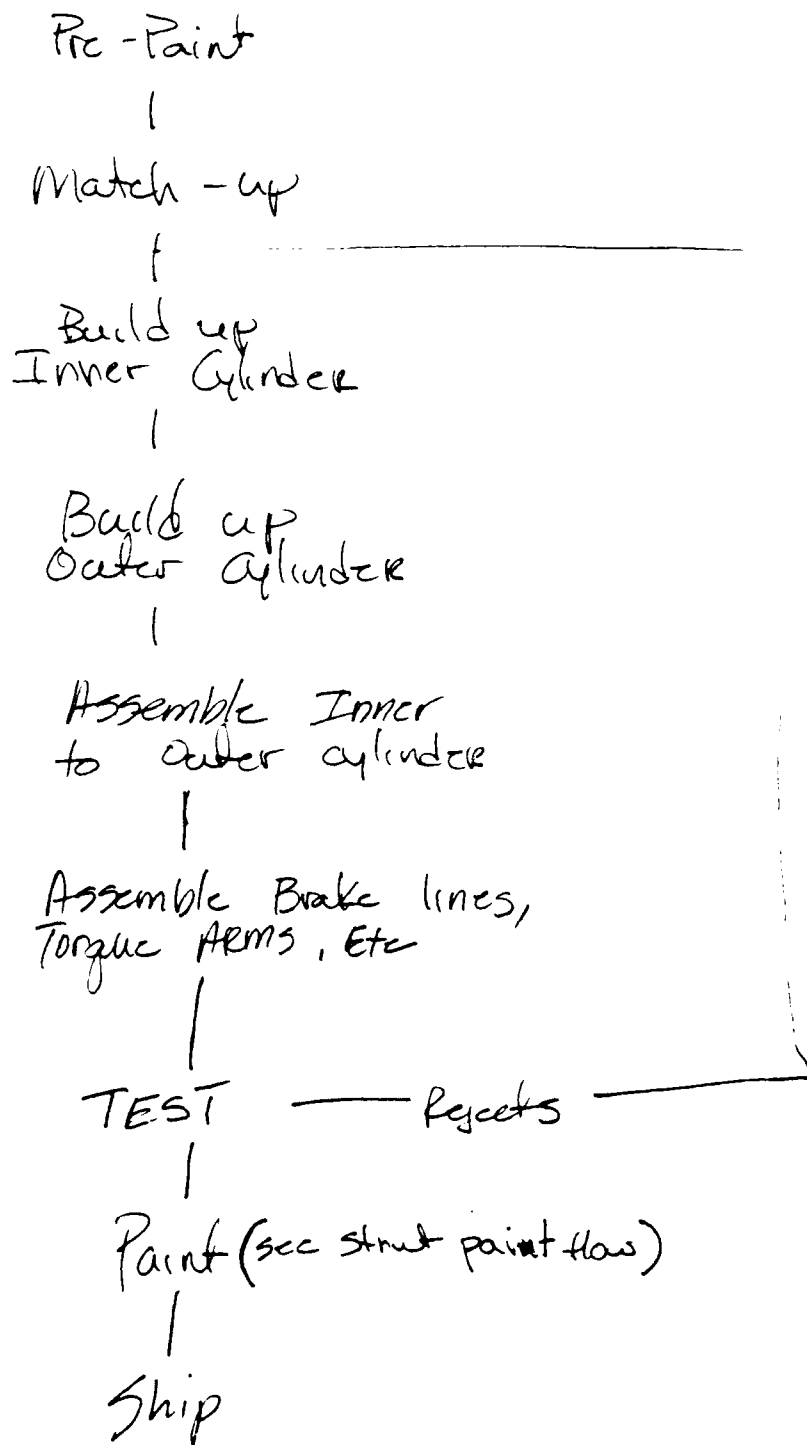 Pre-Paint
Match-up
Build up
Inner Cylinder
Build up
Outer Cylinder
Assemble Inner
to Outer cylinder
Assemble Brake lines,
Torque ARMS, Etc
TEST Rejects
Paint (see strut paint flow)
Ship